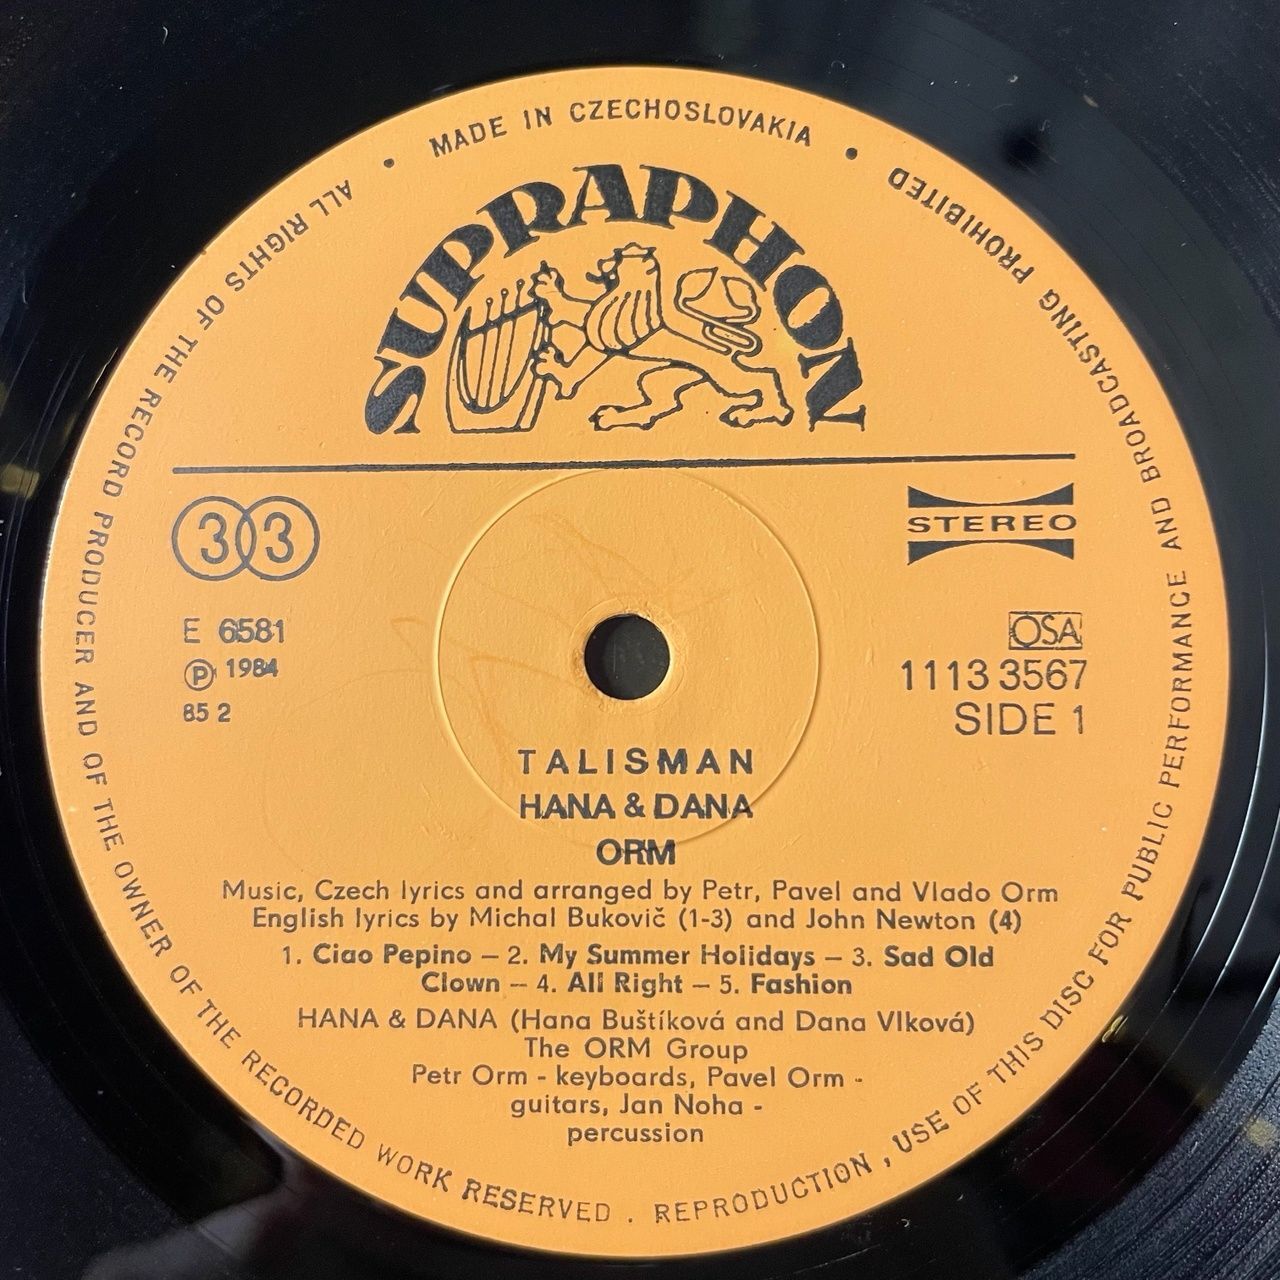 MADE IN CZECHOSLOVAKIA
SUPRAPHON
33
STEREO
E 6581
Ⓟ 1984
85 2
OSA
1113 3567
SIDE 1
TALISMAN
HANA & DANA
ORM
Music, Czech lyrics and arranged by Petr, Pavel and Vlado Orm
English lyrics by Michal Bukovič (1-3) and John Newton (4)
1. Ciao Pepino – 2. My Summer Holidays – 3. Sad Old
Clown – 4. All Right – 5. Fashion
HANA & DANA (Hana Buštíková and Dana Vlková)
The ORM Group
Petr Orm - keyboards, Pavel Orm -
guitars, Jan Noha -
percussion
ALL RIGHTS OF THE RECORD PRODUCER AND OF THE OWNER OF THE RECORDED WORK RESERVED . REPRODUCTION , USE OF THIS DISC FOR PUBLIC PERFORMANCE AND BROADCASTING PROHIBITED